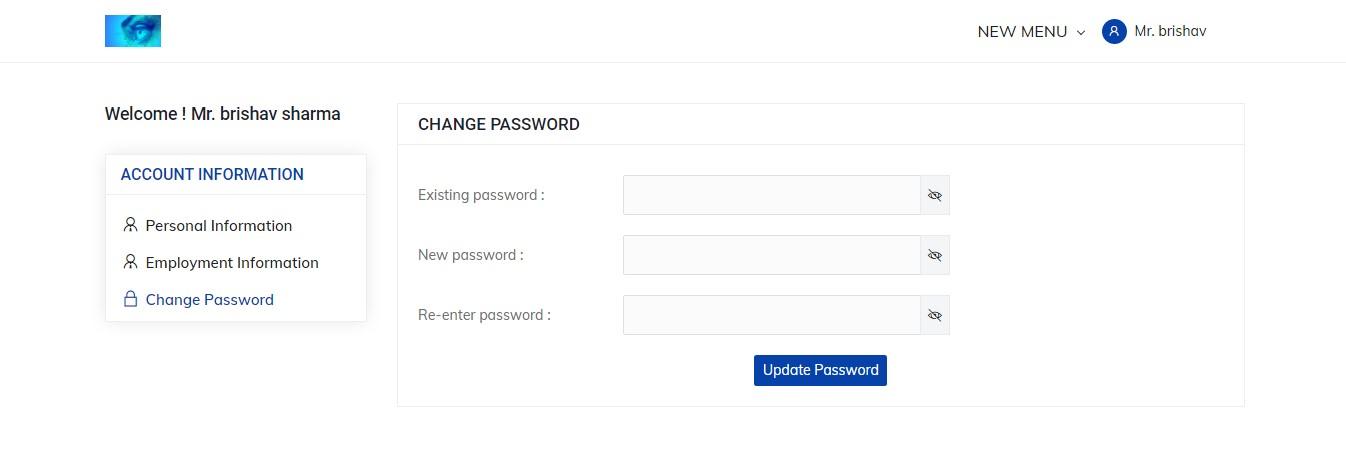 NEW MENU
Mr. brishav
Welcome ! Mr. brishav sharma
ACCOUNT INFORMATION
Personal Information
Employment Information
Change Password
CHANGE PASSWORD
Existing password :
New password :
Re-enter password :
Update Password